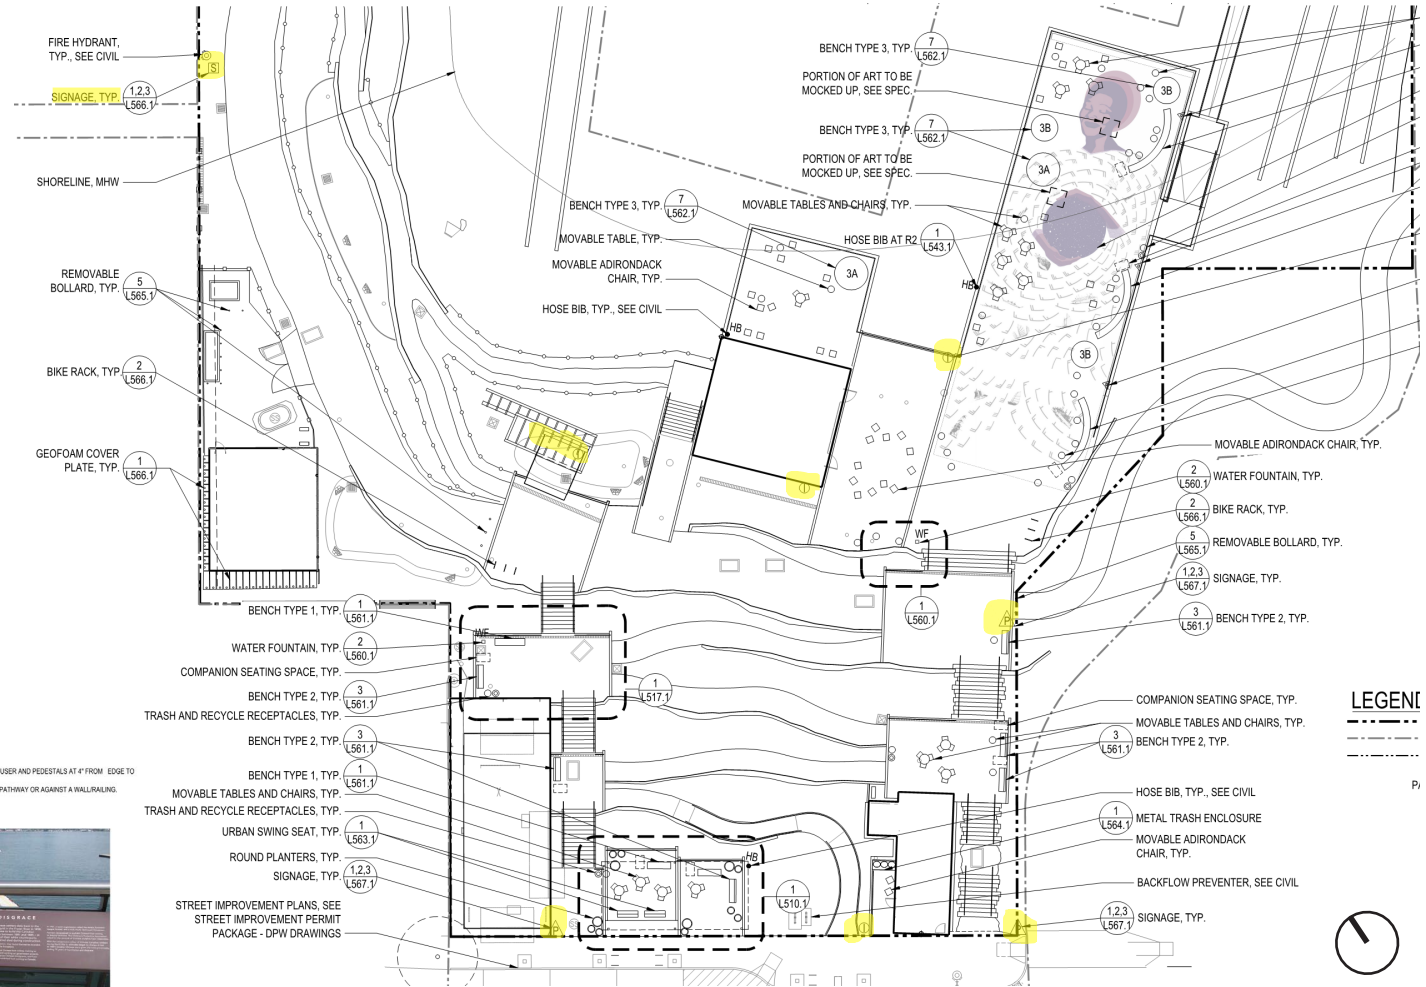 FIRE HYDRANT,
TYP., SEE CIVIL
S
SIGNAGE, TYP.
1,2,3
L566.1
SHORELINE, MHW
REMOVABLE
BOLLARD, TYP.
5
L565.1
BIKE RACK, TYP.
2
L566.1
GEOFOAM COVER
PLATE, TYP.
1
L566.1
BENCH TYPE 3, TYP.
7
L562.1
PORTION OF ART TO BE
MOCKED UP, SEE SPEC.
BENCH TYPE 3, TYP.
7
L562.1
PORTION OF ART TO BE
MOCKED UP, SEE SPEC.
BENCH TYPE 3, TYP.
7
L562.1
MOVABLE TABLES AND CHAIRS, TYP.
MOVABLE TABLE, TYP.
HOSE BIB AT R2
1
L543.1
MOVABLE ADIRONDACK
CHAIR, TYP.
HOSE BIB, TYP., SEE CIVIL
3B
3B
3A
3A
3B
HB
HB
MOVABLE ADIRONDACK CHAIR, TYP.
2
L560.1
WATER FOUNTAIN, TYP.
2
L566.1
BIKE RACK, TYP.
5
L565.1
REMOVABLE BOLLARD, TYP.
1,2,3
L567.1
SIGNAGE, TYP.
3
L561.1
BENCH TYPE 2, TYP.
WF
1
L560.1
P
BENCH TYPE 1, TYP.
1
L561.1
WF
WATER FOUNTAIN, TYP.
2
L560.1
COMPANION SEATING SPACE, TYP.
BENCH TYPE 2, TYP.
3
L561.1
TRASH AND RECYCLE RECEPTACLES, TYP.
1
L517.1
BENCH TYPE 2, TYP.
3
L561.1
BENCH TYPE 1, TYP.
1
L561.1
MOVABLE TABLES AND CHAIRS, TYP.
TRASH AND RECYCLE RECEPTACLES, TYP.
URBAN SWING SEAT, TYP.
1
L563.1
ROUND PLANTERS, TYP.
SIGNAGE, TYP.
1,2,3
L567.1
STREET IMPROVEMENT PLANS, SEE
STREET IMPROVEMENT PERMIT
PACKAGE - DPW DRAWINGS
P
HB
1
L510.1
COMPANION SEATING SPACE, TYP.
MOVABLE TABLES AND CHAIRS, TYP.
3
L561.1
BENCH TYPE 2, TYP.
HOSE BIB, TYP., SEE CIVIL
1
L564.1
METAL TRASH ENCLOSURE
MOVABLE ADIRONDACK
CHAIR, TYP.
BACKFLOW PREVENTER, SEE CIVIL
1,2,3
L567.1
SIGNAGE, TYP.
LEGEND
USER AND PEDESTALS AT 4" FROM EDGE TO
PATHWAY OR AGAINST A WALL/RAILING.
DISGRACE